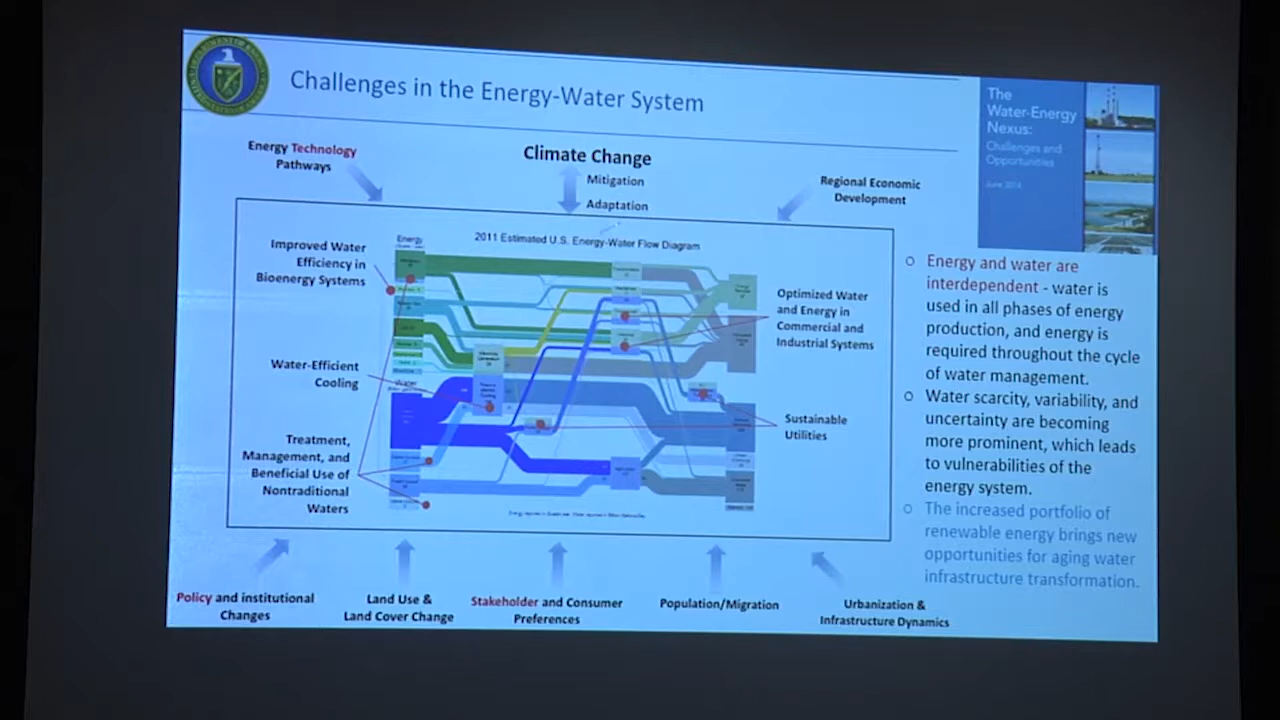 Challenges in the Energy-Water System
The
Water-Energy
Nexus:
Challenges and
Opportunities
June 2014
Energy Technology
Pathways
Climate Change
Mitigation
Adaptation
Regional Economic
Development
2011 Estimated U.S. Energy-Water Flow Diagram
Energy
Water
Improved Water
Efficiency in
Bioenergy Systems
Water-Efficient
Cooling
Treatment,
Management, and
Beneficial Use of
Nontraditional
Waters
Optimized Water
and Energy in
Commercial and
Industrial Systems
Sustainable
Utilities
Energy and water are
interdependent - water is
used in all phases of energy
production, and energy is
required throughout the cycle
of water management.
Water scarcity, variability, and
uncertainty are becoming
more prominent, which leads
to vulnerabilities of the
energy system.
The increased portfolio of
renewable energy brings new
opportunities for aging water
infrastructure transformation.
Policy and institutional
Changes
Land Use &
Land Cover Change
Stakeholder and Consumer
Preferences
Population/Migration
Urbanization &
Infrastructure Dynamics